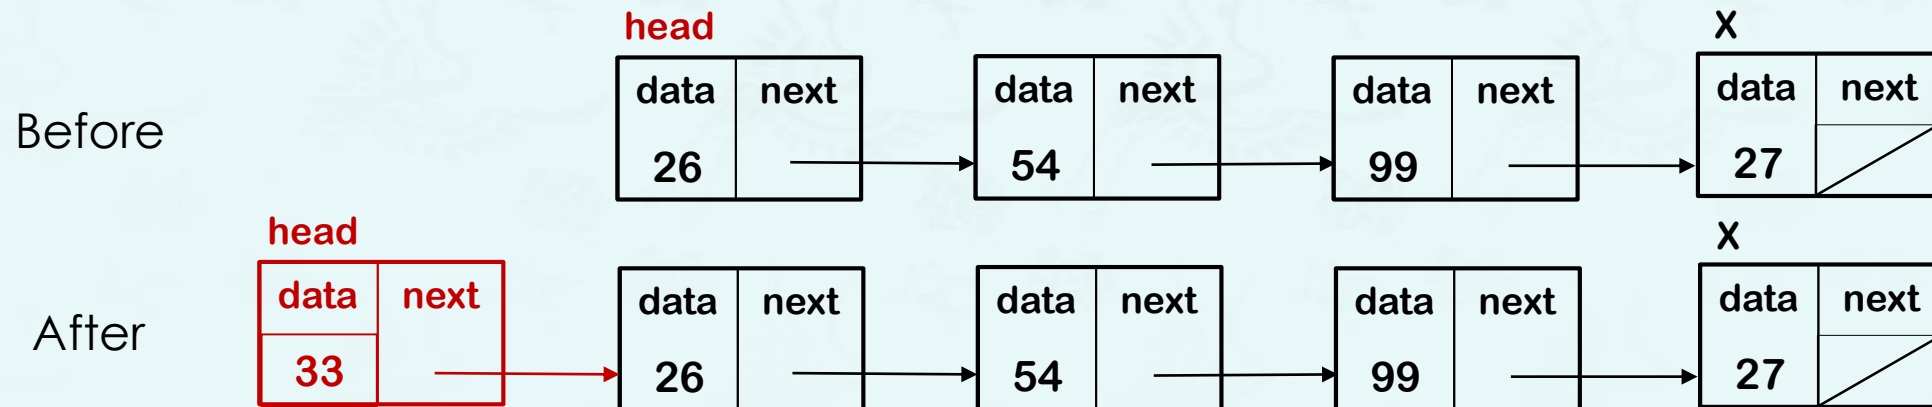 head X
data next data next data next data next
Before
26 54 99 27
head X
data next data next data next data next data next
After
33 26 54 99 27